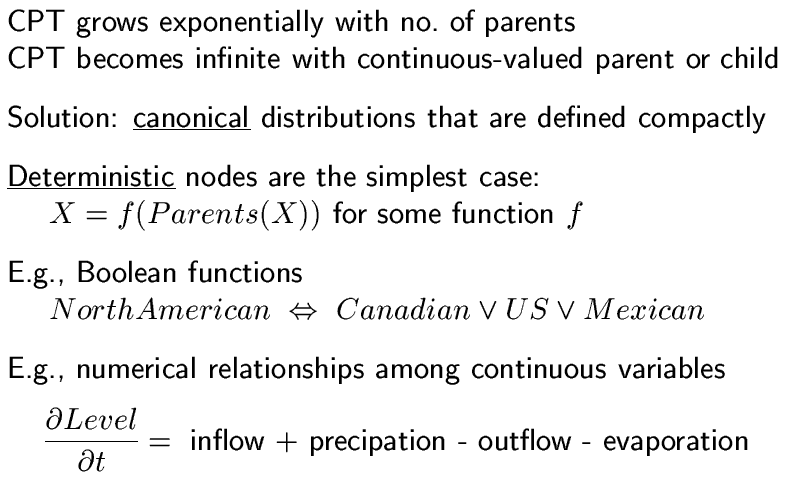 CPT grows exponentially with no. of parents
CPT becomes infinite with continuous-valued parent or child
Solution: canonical distributions that are defined compactly
Deterministic nodes are the simplest case:
X = f(Parents(X)) for some function f
E.g., Boolean functions
NorthAmerican ⇔ Canadian ∨ US ∨ Mexican
E.g., numerical relationships among continuous variables
∂Level/∂t = inflow + precipation - outflow - evaporation